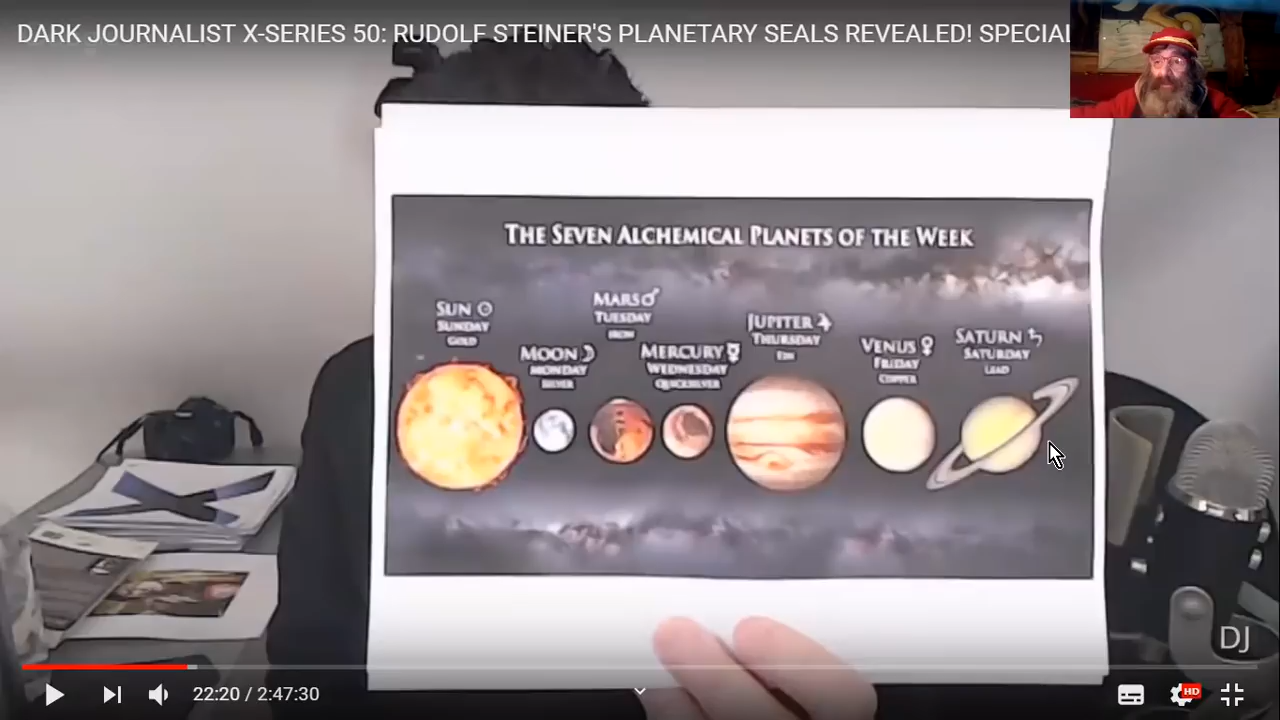 DARK JOURNALIST X-SERIES 50: RUDOLF STEINER'S PLANETARY SEALS REVEALED! SPECIAL
THE SEVEN ALCHEMICAL PLANETS OF THE WEEK
SUN ☉
SUNDAY
GOLD
MOON ☽
MONDAY
SILVER
MARS ♂
TUESDAY
IRON
MERCURY ☿
WEDNESDAY
QUICKSILVER
JUPITER ♃
THURSDAY
VENUS ♀
FRIDAY
COPPER
SATURN ♄
SATURDAY
LEAD
DJ
22:20 / 2:47:30
HD